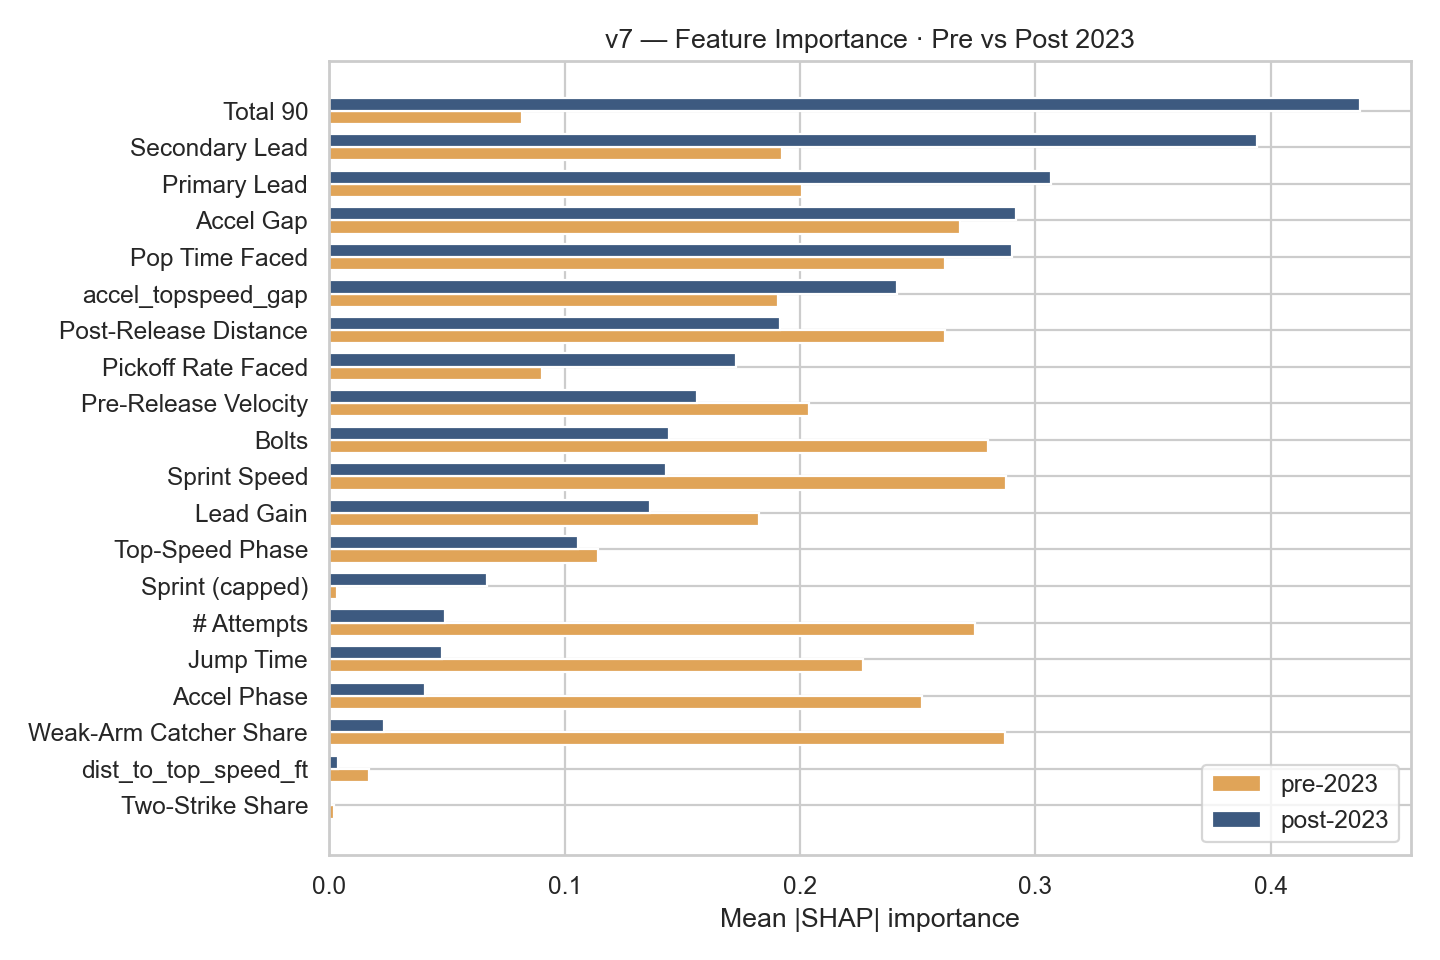 v7 — Feature Importance · Pre vs Post 2023
Total 90
Secondary Lead
Primary Lead
Accel Gap
Pop Time Faced
accel_topspeed_gap
Post-Release Distance
Pickoff Rate Faced
Pre-Release Velocity
Bolts
Sprint Speed
Lead Gain
Top-Speed Phase
Sprint (capped)
# Attempts
Jump Time
Accel Phase
Weak-Arm Catcher Share
dist_to_top_speed_ft
Two-Strike Share
pre-2023
post-2023
0.0 0.1 0.2 0.3 0.4
Mean |SHAP| importance